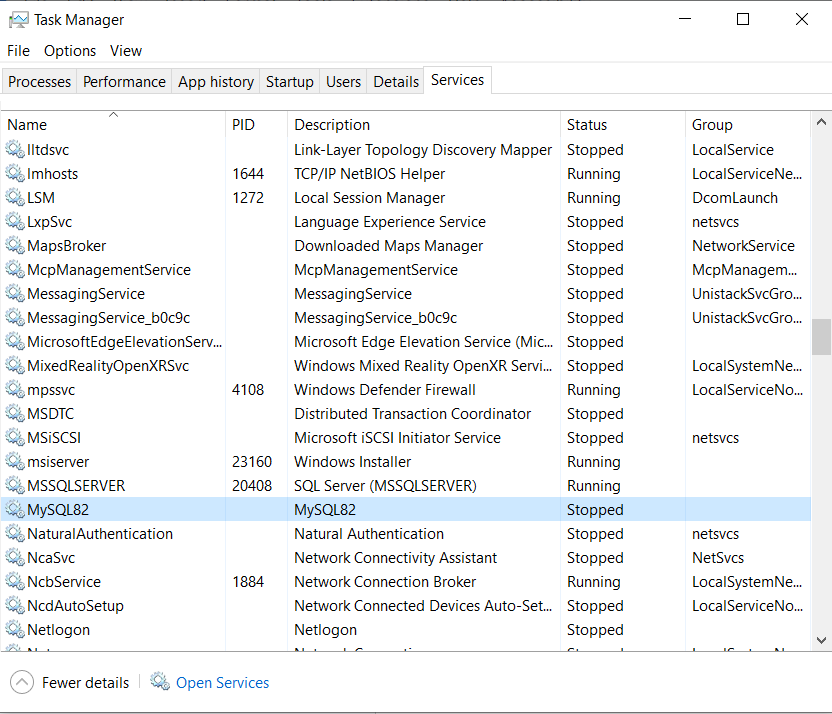 Task Manager
File Options View
Processes Performance App history Startup Users Details Services
Name PID Description Status Group
lltdsvc Link-Layer Topology Discovery Mapper Stopped LocalService
lmhosts 1644 TCP/IP NetBIOS Helper Running LocalServiceNe...
LSM 1272 Local Session Manager Running DcomLaunch
LxpSvc Language Experience Service Stopped netsvcs
MapsBroker Downloaded Maps Manager Stopped NetworkService
McpManagementService McpManagementService Stopped McpManagem...
MessagingService MessagingService Stopped UnistackSvcGro...
MessagingService_b0c9c MessagingService_b0c9c Stopped UnistackSvcGro...
MicrosoftEdgeElevationServ... Microsoft Edge Elevation Service (Mic... Stopped
MixedRealityOpenXRSvc Windows Mixed Reality OpenXR Servi... Stopped LocalSystemNe...
mpssvc 4108 Windows Defender Firewall Running LocalServiceNo...
MSDTC Distributed Transaction Coordinator Stopped
MSiSCSI Microsoft iSCSI Initiator Service Stopped netsvcs
msiserver 23160 Windows Installer Running
MSSQLSERVER 20408 SQL Server (MSSQLSERVER) Running
MySQL82 MySQL82 Stopped
NaturalAuthentication Natural Authentication Stopped netsvcs
NcaSvc Network Connectivity Assistant Stopped NetSvcs
NcbService 1884 Network Connection Broker Running LocalSystemNe...
NcdAutoSetup Network Connected Devices Auto-Set... Stopped LocalServiceNo...
Netlogon Netlogon Stopped
Fewer details Open Services